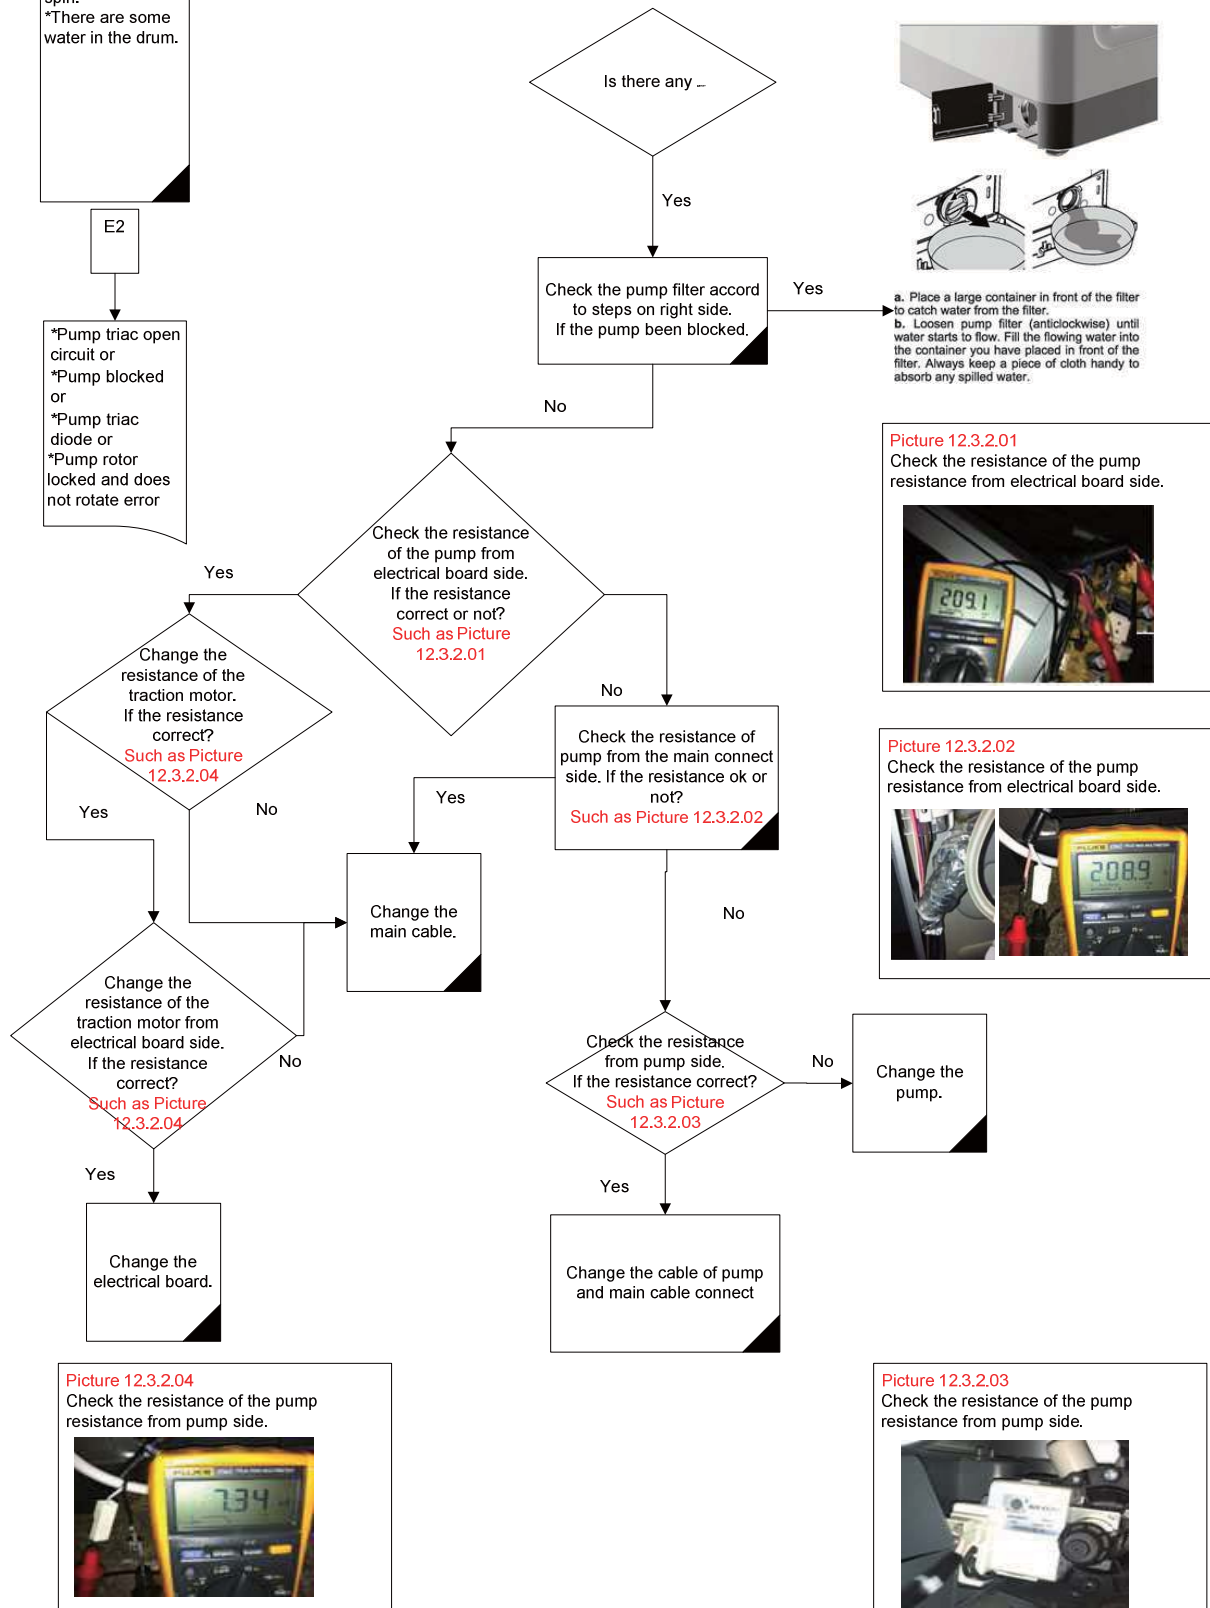 spin.
*There are some
water in the drum.
E2
*Pump triac open
circuit or
*Pump blocked
or
*Pump triac
diode or
*Pump rotor
locked and does
not rotate error
Is there any
Yes
Check the pump filter accord
to steps on right side.
If the pump been blocked.
Yes
a. Place a large container in front of the filter
to catch water from the filter.
b. Loosen pump filter (anticlockwise) until
water starts to flow. Fill the flowing water into
the container you have placed in front of the
filter. Always keep a piece of cloth handy to
absorb any spilled water.
No
Check the resistance
of the pump from
electrical board side.
If the resistance
correct or not?
Such as Picture
12.3.2.01
Yes
No
Change the
resistance of the
traction motor.
If the resistance
correct?
Such as Picture
12.3.2.04
Yes
No
Check the resistance of
pump from the main connect
side. If the resistance ok or
not?
Such as Picture 12.3.2.02
Yes
No
Change the
main cable.
Change the
resistance of the
traction motor from
electrical board side.
If the resistance
correct?
Such as Picture
12.3.2.04
No
Yes
Change the
electrical board.
Check the resistance
from pump side.
If the resistance correct?
Such as Picture
12.3.2.03
No
Change the
pump.
Yes
Change the cable of pump
and main cable connect
Picture 12.3.2.01
Check the resistance of the pump
resistance from electrical board side.
209.1
Picture 12.3.2.02
Check the resistance of the pump
resistance from electrical board side.
FLUKE
208.9
Picture 12.3.2.04
Check the resistance of the pump
resistance from pump side.
FLUKE
7.34
Picture 12.3.2.03
Check the resistance of the pump
resistance from pump side.